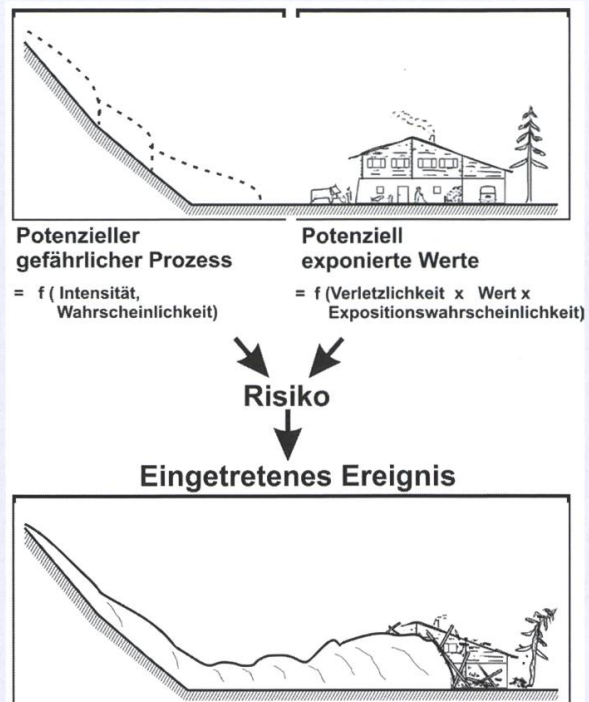 Potenzieller
gefährlicher Prozess
= f ( Intensität,
Wahrscheinlichkeit)
Potenziell
exponierte Werte
= f (Verletzlichkeit x Wert x
Expositionswahrscheinlichkeit)
Risiko
Eingetretenes Ereignis